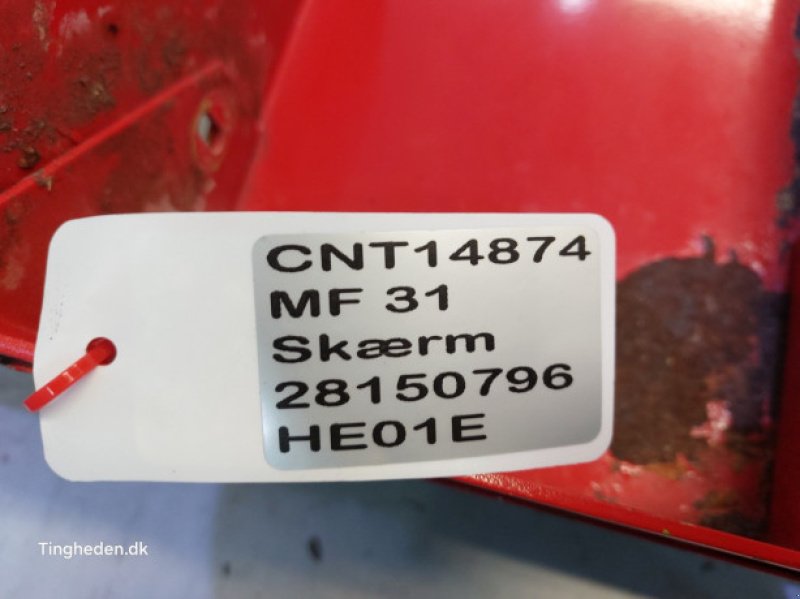 CNT14874
MF 31
Skærm
28150796
HE01E
Tingheden.dk